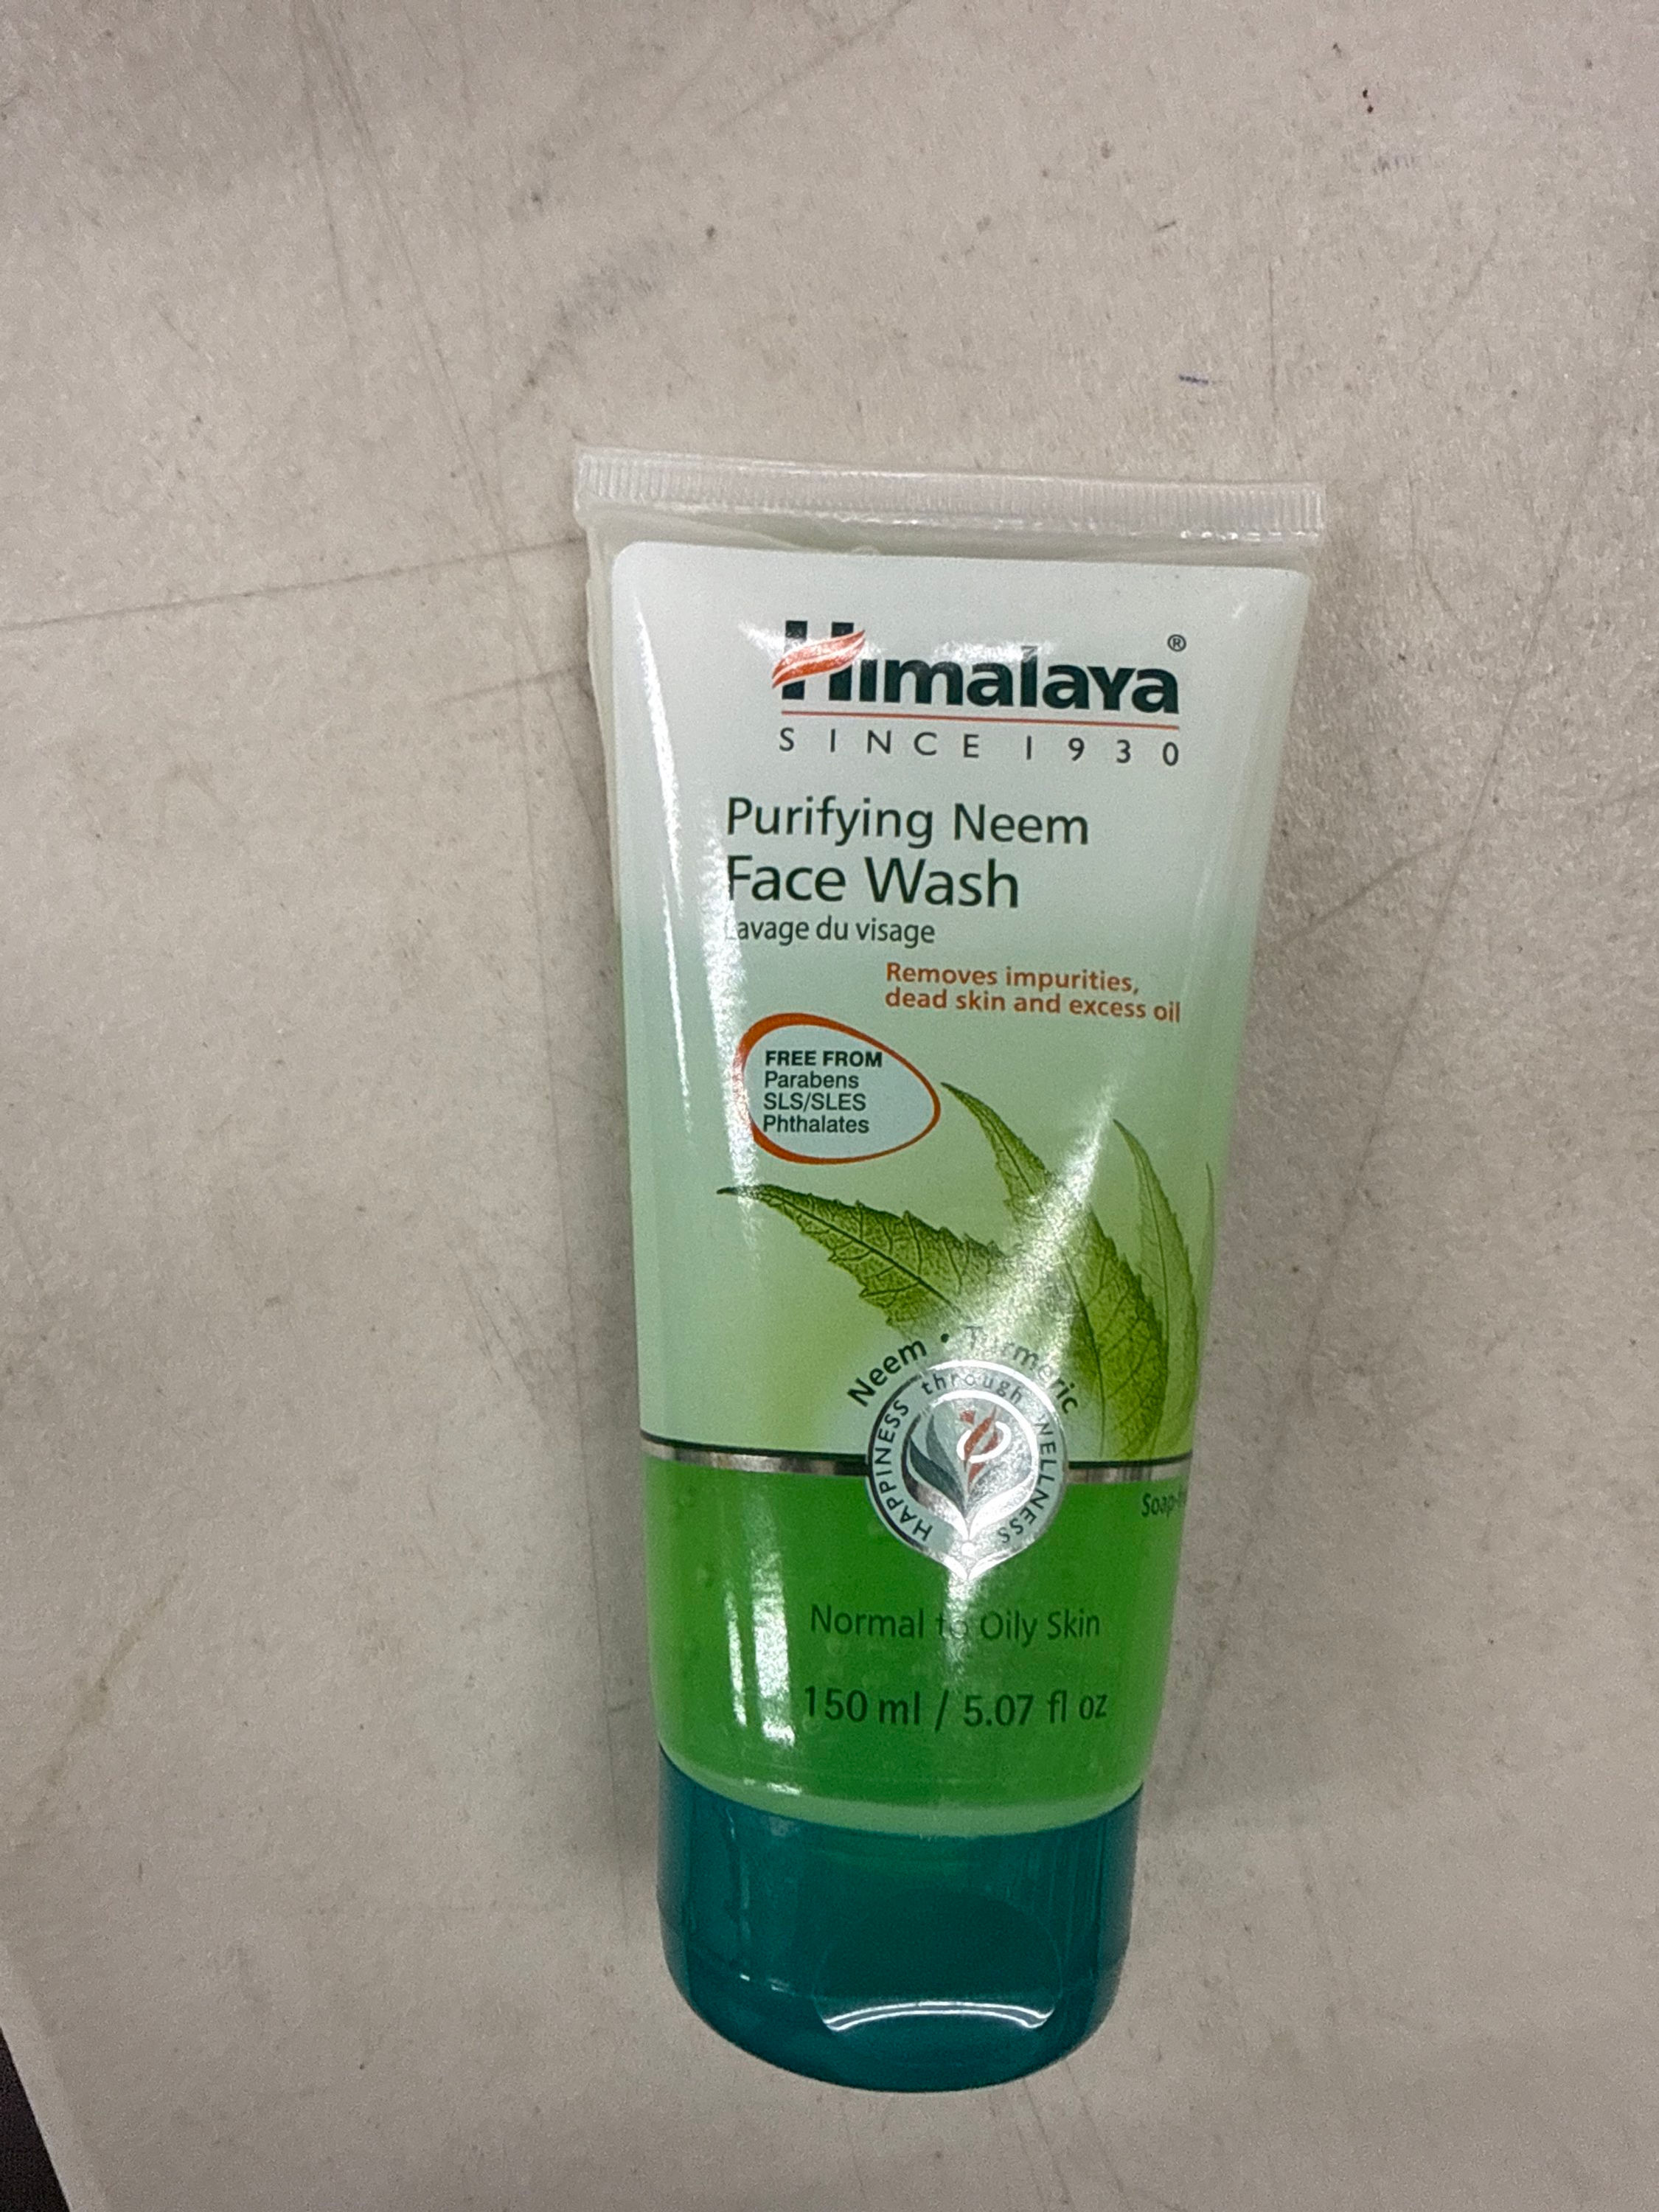 Himalaya®
SINCE 1930
Purifying Neem
Face Wash
Lavage du visage
Removes impurities,
dead skin and excess oil
FREE FROM
Parabens
SLS/SLES
Phthalates
Neem • Turmeric
HAPPINESS through WELLNESS
Normal to Oily Skin
150 ml / 5.07 fl oz